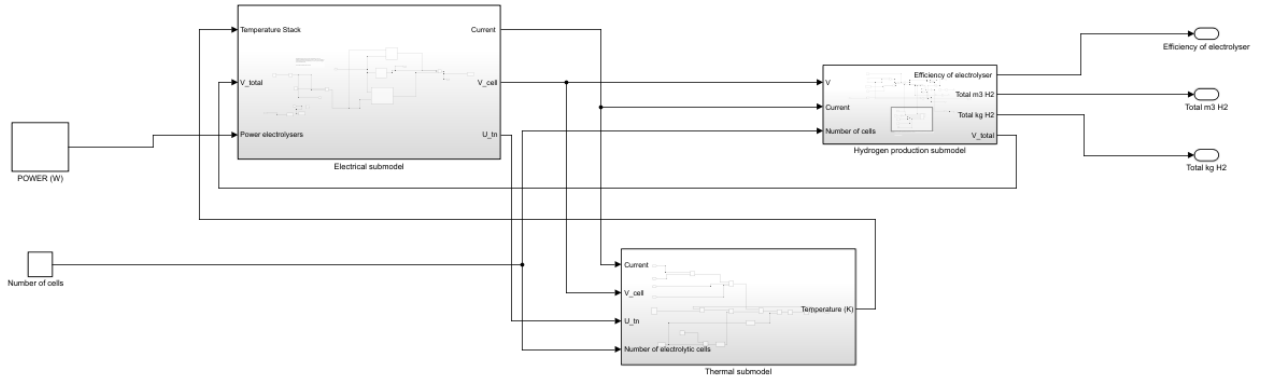 Temperature Stack
V_total
Power electrolysers
Current
V_cell
U_tn
Electrical submodel
POWER (W)
Number of cells
V
Current
Number of cells
Efficiency of electrolyser
Total m3 H2
Total kg H2
V_total
Hydrogen production submodel
Efficiency of electrolyser
Total m3 H2
Total kg H2
Current
V_cell
U_tn
Number of electrolytic cells
Temperature (K)
Thermal submodel